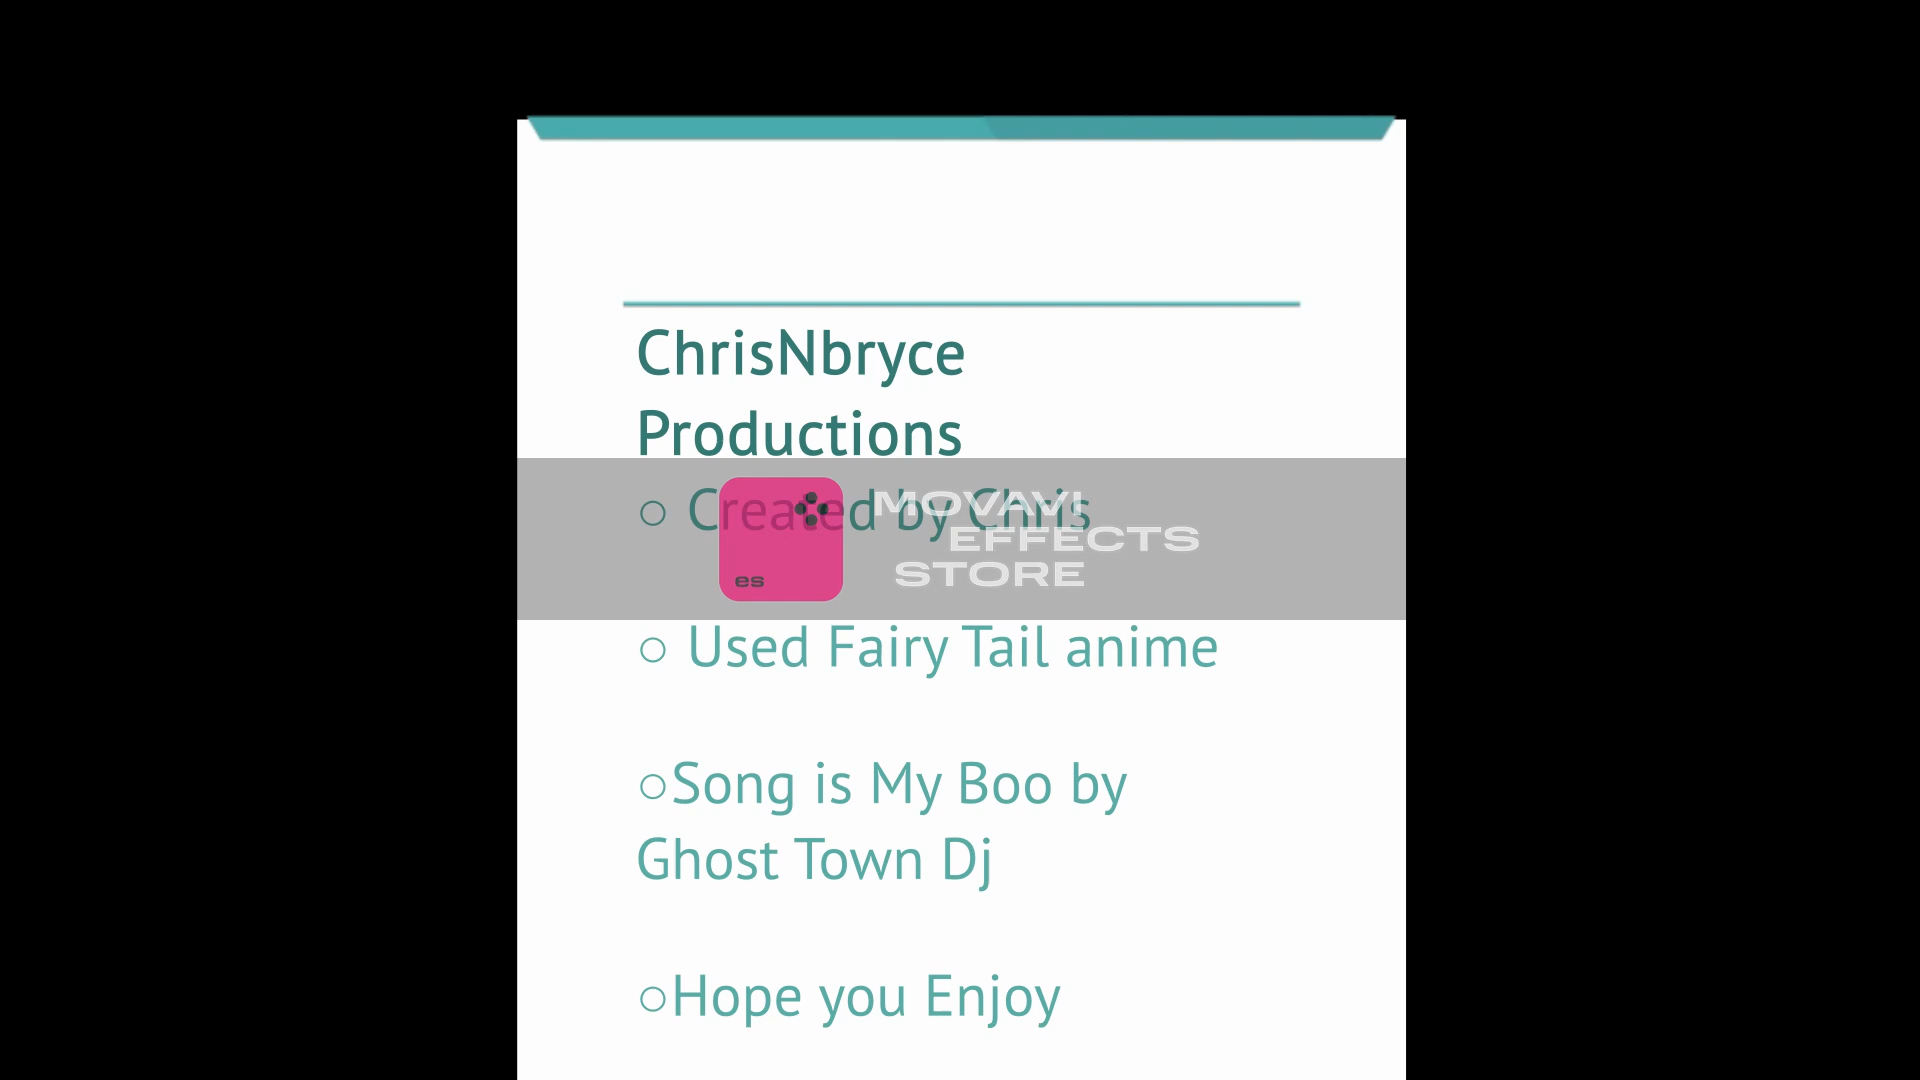 ChrisNbryce
Productions
○ Created by Chris
MOVAVI
EFFECTS
STORE
es
○ Used Fairy Tail anime
○Song is My Boo by
Ghost Town Dj
○Hope you Enjoy